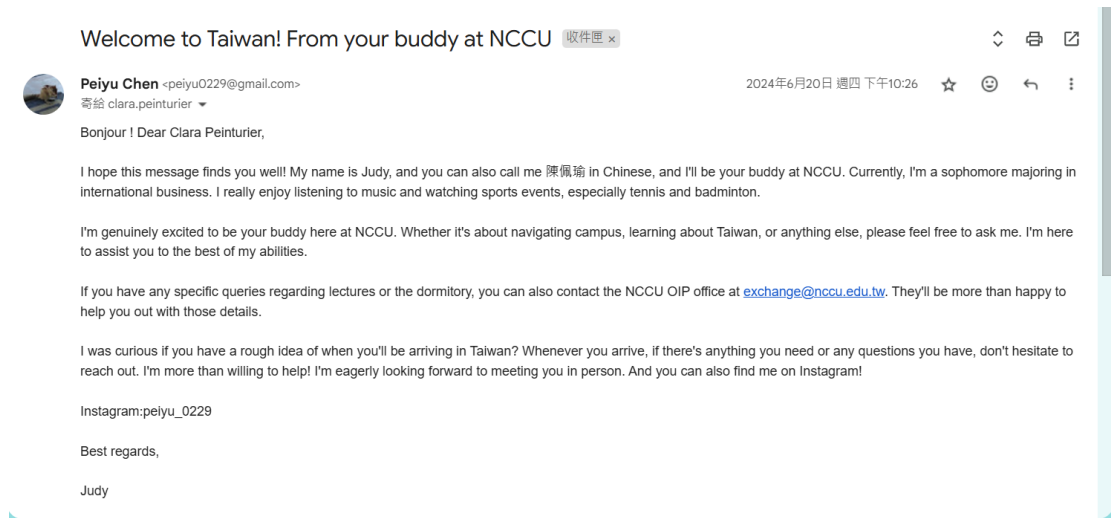 Welcome to Taiwan! From your buddy at NCCU 收件匣 ×
Peiyu Chen <peiyu0229@gmail.com> 2024年6月20日 週四 下午10:26
寄給 clara.peinturier
Bonjour ! Dear Clara Peinturier,
I hope this message finds you well! My name is Judy, and you can also call me 陳佩瑜 in Chinese, and I'll be your buddy at NCCU. Currently, I'm a sophomore majoring in
international business. I really enjoy listening to music and watching sports events, especially tennis and badminton.
I'm genuinely excited to be your buddy here at NCCU. Whether it's about navigating campus, learning about Taiwan, or anything else, please feel free to ask me. I'm here
to assist you to the best of my abilities.
If you have any specific queries regarding lectures or the dormitory, you can also contact the NCCU OIP office at exchange@nccu.edu.tw. They'll be more than happy to
help you out with those details.
I was curious if you have a rough idea of when you'll be arriving in Taiwan? Whenever you arrive, if there's anything you need or any questions you have, don't hesitate to
reach out. I'm more than willing to help! I'm eagerly looking forward to meeting you in person. And you can also find me on Instagram!
Instagram:peiyu_0229
Best regards,
Judy